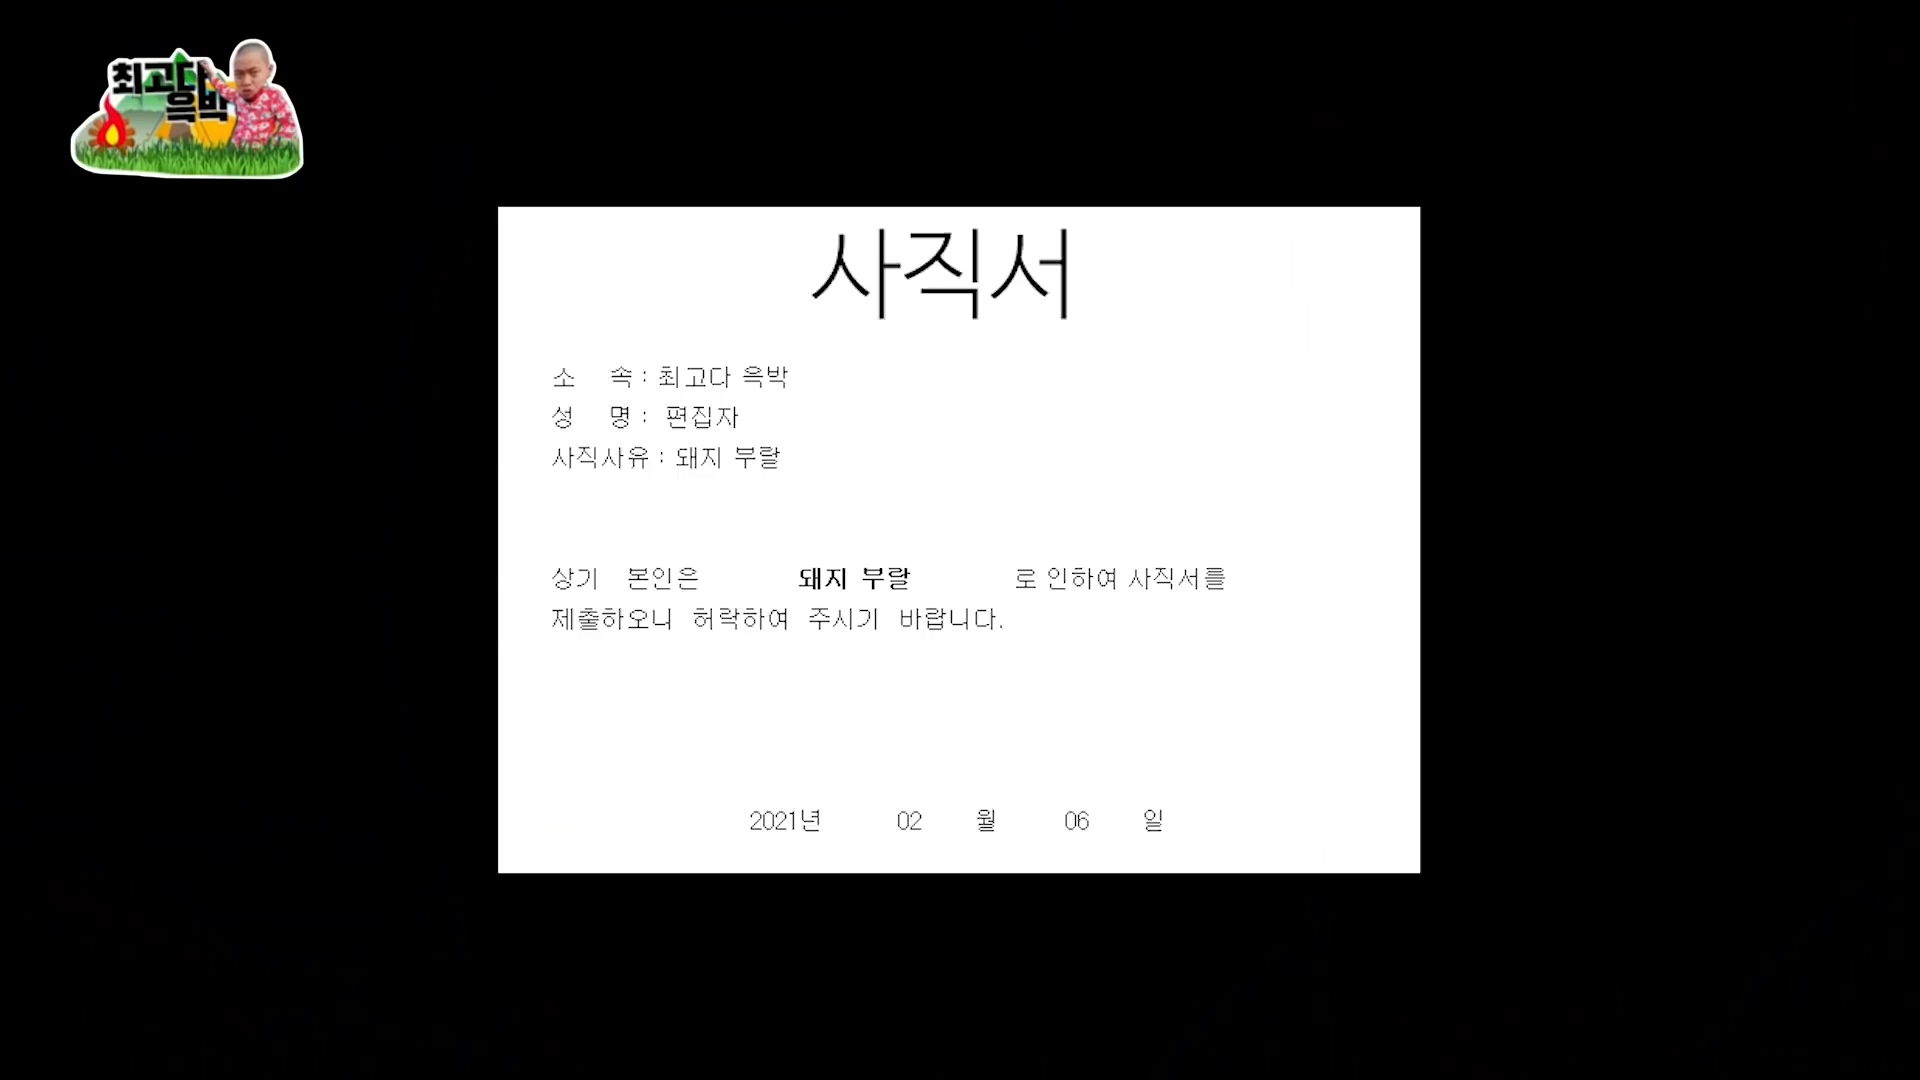 최고다
윽박
사직서
소 속 : 최고다 윽박
성 명 : 편집자
사직사유 : 돼지 부랄
상기 본인은 돼지 부랄 로 인하여 사직서를
제출하오니 허락하여 주시기 바랍니다.
2021년 02 월 06 일